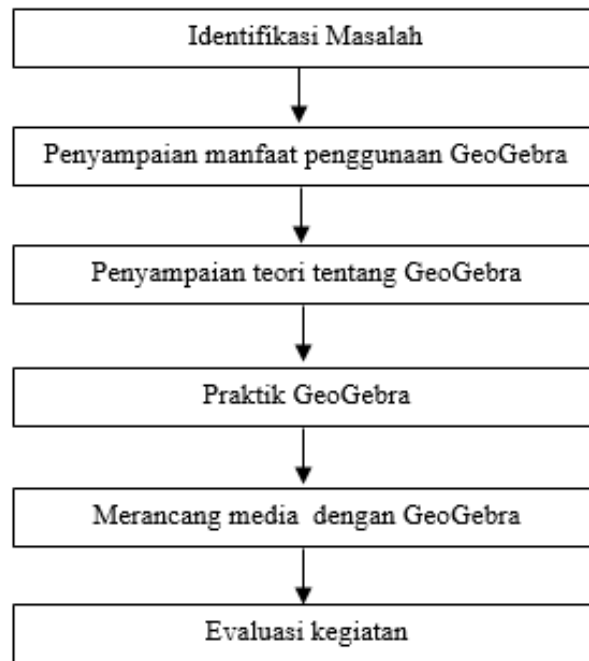 Identifikasi Masalah
Penyampaian manfaat penggunaan GeoGebra
Penyampaian teori tentang GeoGebra
Praktik GeoGebra
Merancang media dengan GeoGebra
Evaluasi kegiatan